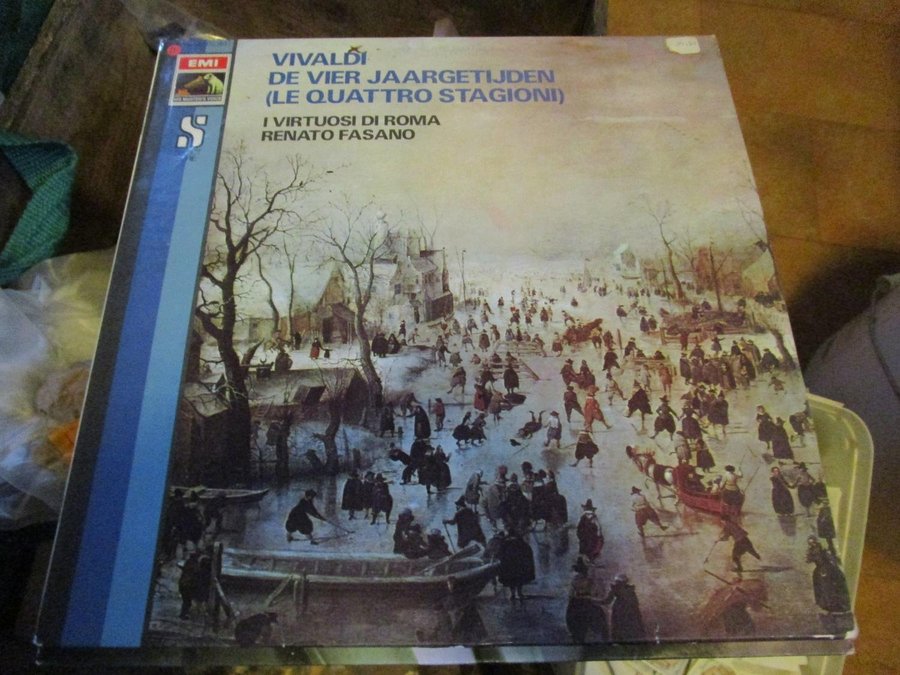 EMI
S
VIVALDI
DE VIER JAARGETIJDEN
(LE QUATTRO STAGIONI)
I VIRTUOSI DI ROMA
RENATO FASANO